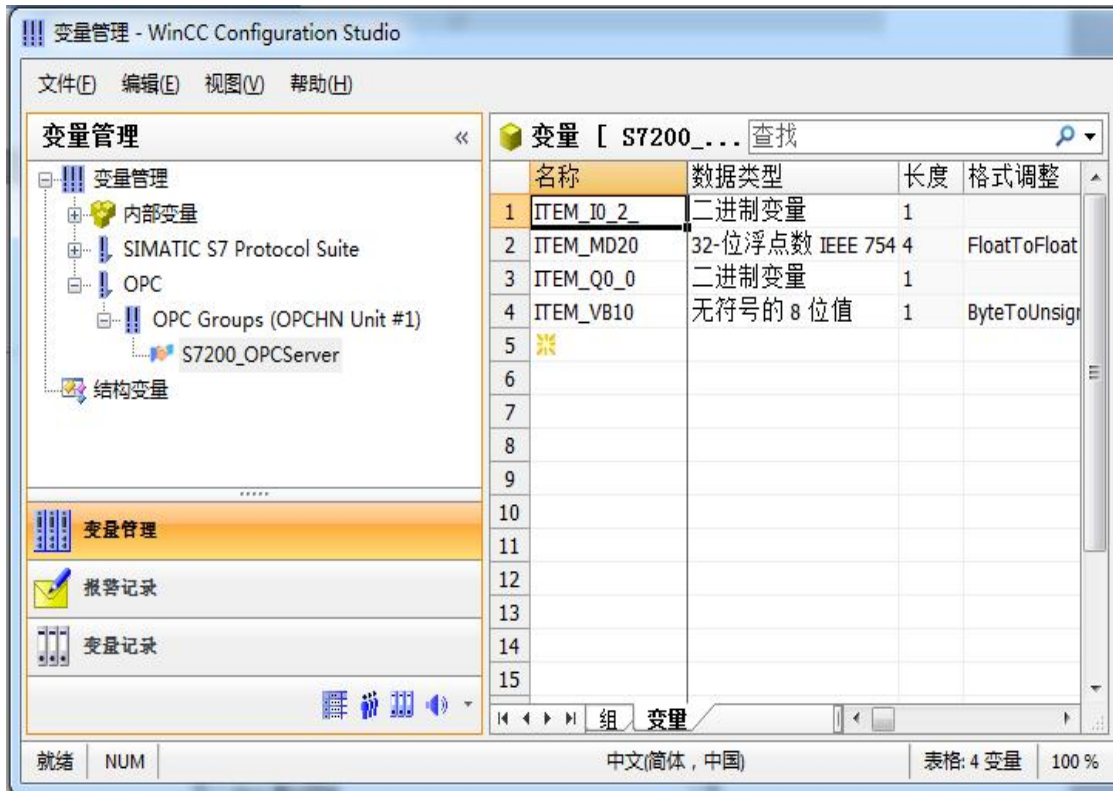 变量管理 - WinCC Configuration Studio
文件(F) 编辑(E) 视图(V) 帮助(H)
变量管理 «
变量管理
内部变量
SIMATIC S7 Protocol Suite
OPC
OPC Groups (OPCHN Unit #1)
S7200_OPCServer
结构变量
变量管理
报警记录
变量记录
变量 [ S7200_... 查找
名称 数据类型 长度 格式调整
1 ITEM_I0_2_ 二进制变量 1
2 ITEM_MD20 32-位浮点数 IEEE 754 4 FloatToFloat
3 ITEM_Q0_0 二进制变量 1
4 ITEM_VB10 无符号的 8 位值 1 ByteToUnsigr
5
6
7
8
9
10
11
12
13
14
15
组 变量
就绪 NUM 中文(简体，中国) 表格: 4 变量 100 %